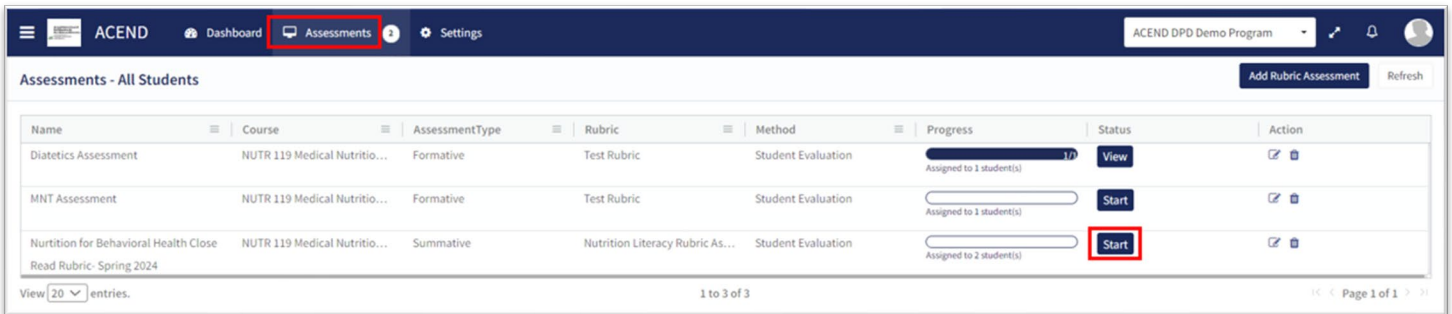 ACEND Dashboard Assessments 2 Settings ACEND DPD Demo Program
Assessments - All Students Add Rubric Assessment Refresh
Name Course AssessmentType Rubric Method Progress Status Action
Diatetics Assessment NUTR 119 Medical Nutritio... Formative Test Rubric Student Evaluation 1/1 View
Assigned to 1 student(s)
MNT Assessment NUTR 119 Medical Nutritio... Formative Test Rubric Student Evaluation Start
Assigned to 1 student(s)
Nurtition for Behavioral Health Close NUTR 119 Medical Nutritio... Summative Nutrition Literacy Rubric As... Student Evaluation Start
Read Rubric- Spring 2024 Assigned to 2 student(s)
View 20 entries. 1 to 3 of 3 Page 1 of 1